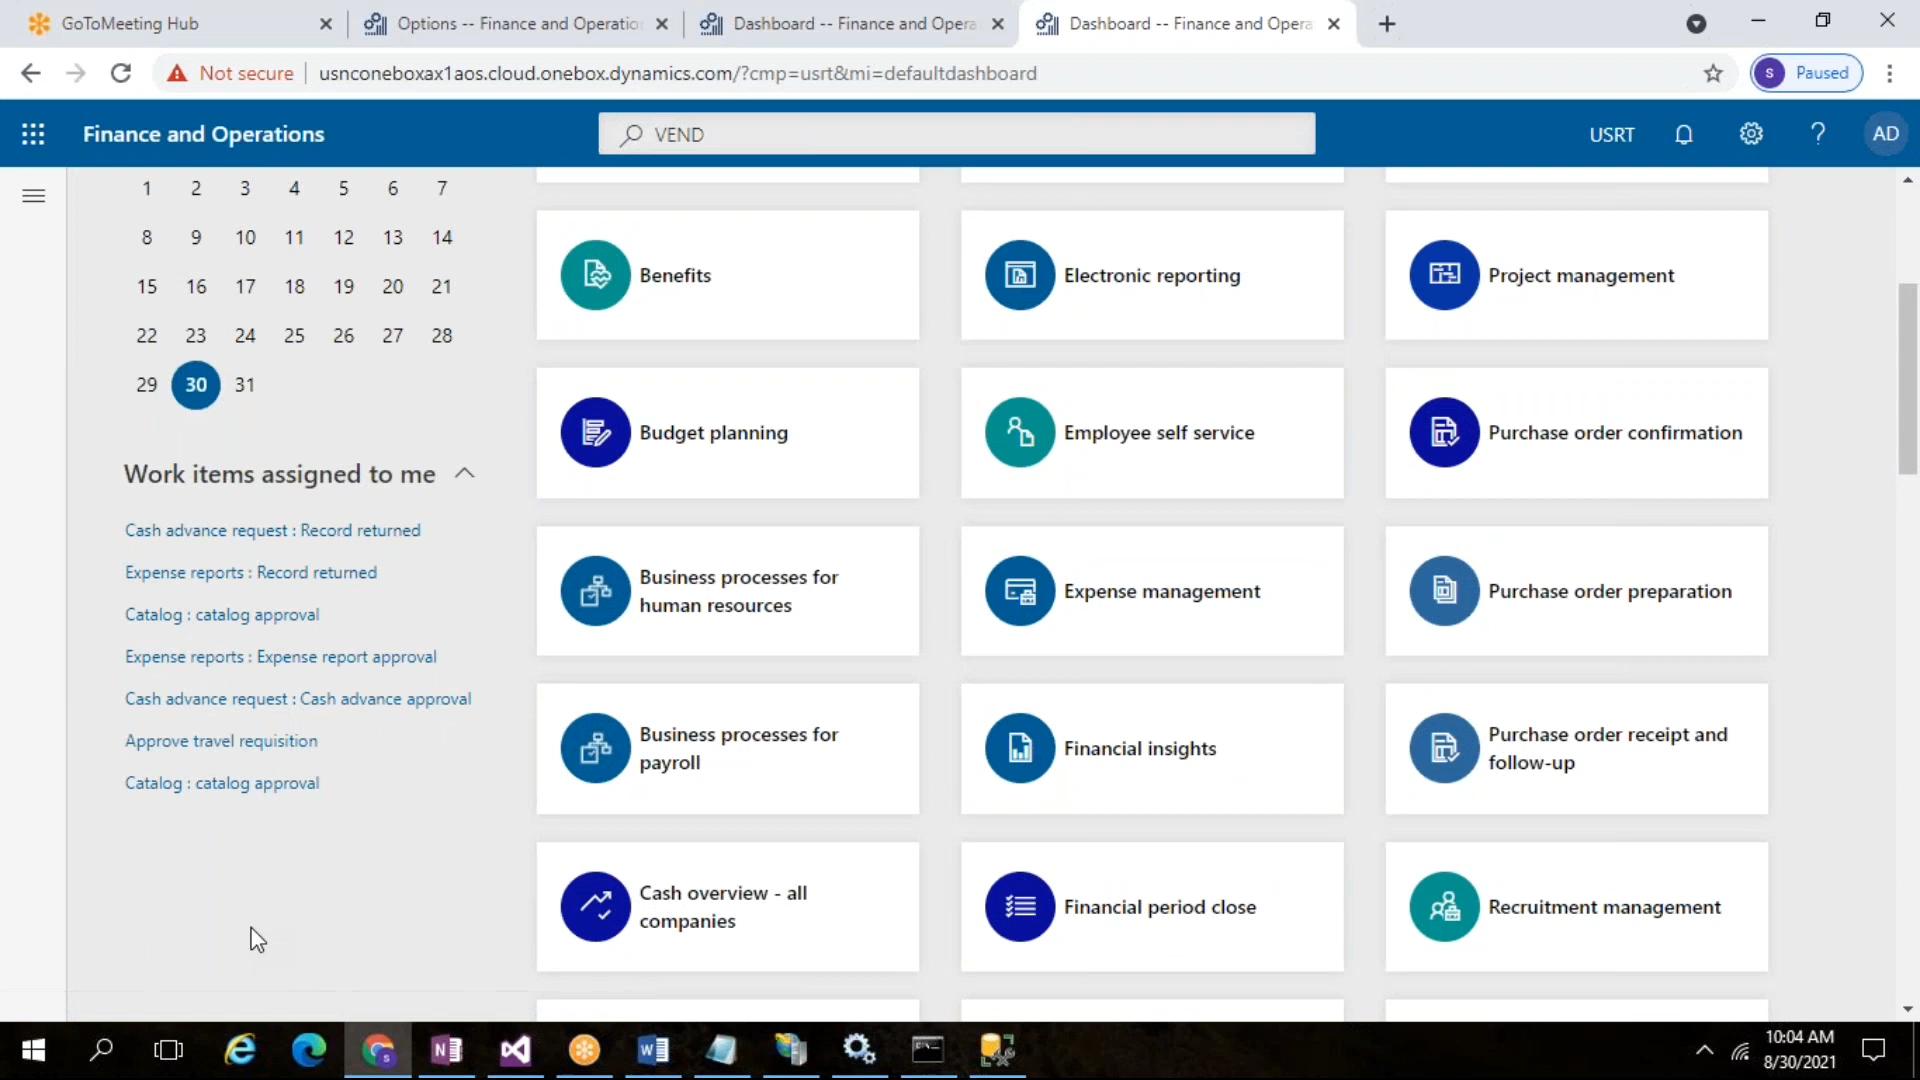 GoToMeeting Hub
Options -- Finance and Operatio
Dashboard -- Finance and Opera
Dashboard -- Finance and Opera
Not secure
usnconeboxax1aos.cloud.onebox.dynamics.com/?cmp=usrt&mi=defaultdashboard
S
Paused
Finance and Operations
VEND
USRT
?
AD
1 2 3 4 5 6 7
8 9 10 11 12 13 14
15 16 17 18 19 20 21
22 23 24 25 26 27 28
29 30 31
Work items assigned to me
Cash advance request : Record returned
Expense reports : Record returned
Catalog : catalog approval
Expense reports : Expense report approval
Cash advance request : Cash advance approval
Approve travel requisition
Catalog : catalog approval
Benefits
Electronic reporting
Project management
Budget planning
Employee self service
Purchase order confirmation
Business processes for
human resources
Expense management
Purchase order preparation
Business processes for
payroll
Financial insights
Purchase order receipt and
follow-up
Cash overview - all
companies
Financial period close
Recruitment management
10:04 AM
8/30/2021